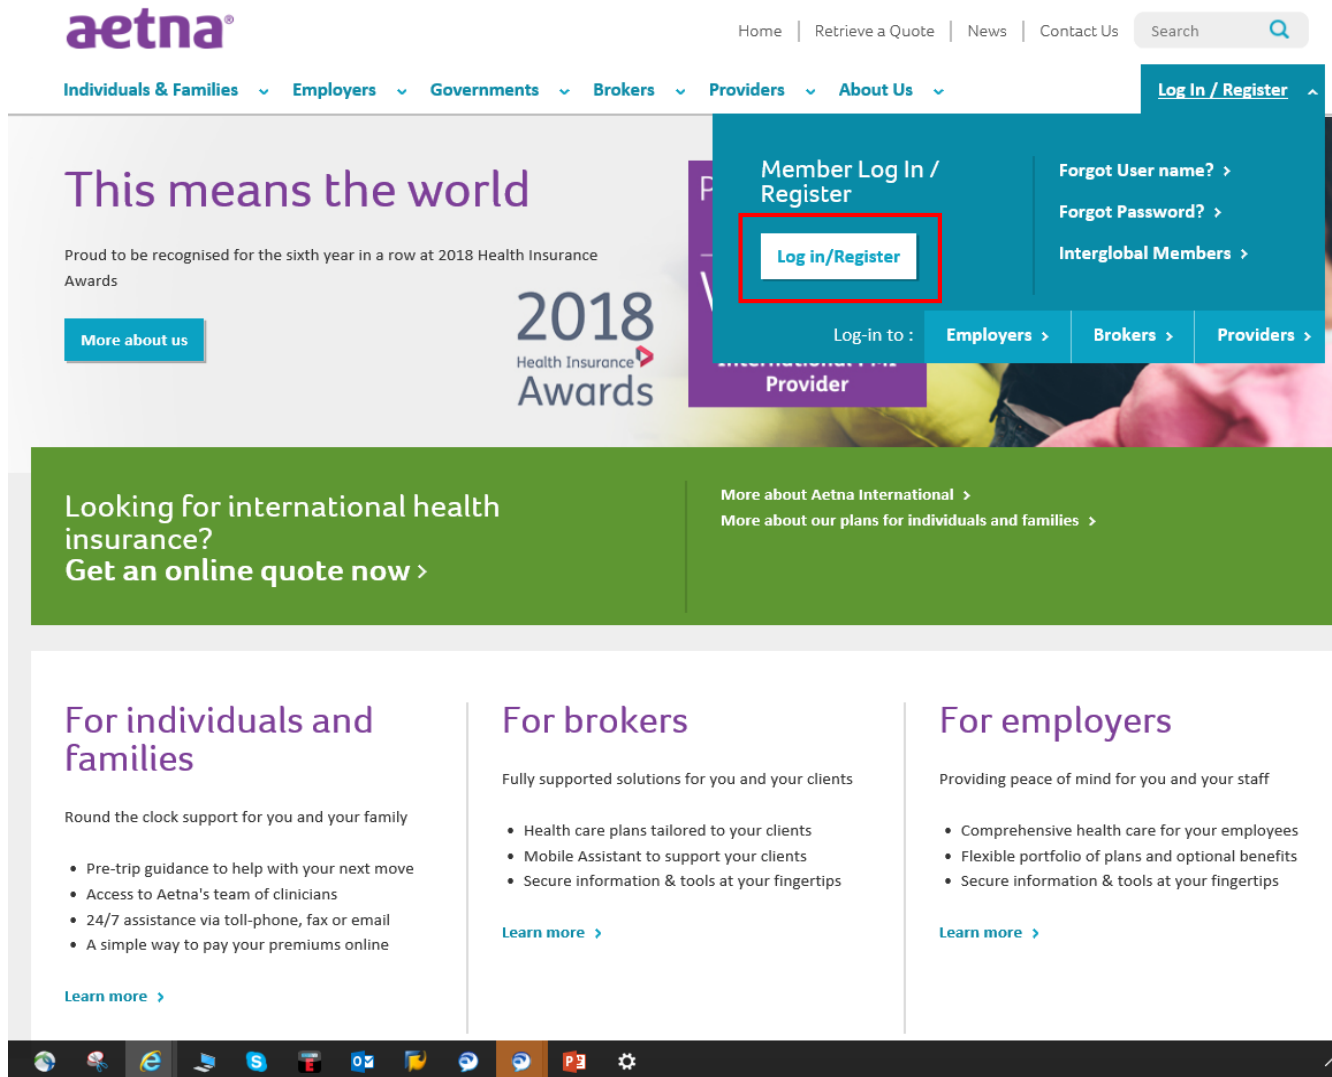 aetna®
Home | Retrieve a Quote | News | Contact Us
Search
Individuals & Families
Employers
Governments
Brokers
Providers
About Us
Log In / Register
This means the world
Proud to be recognised for the sixth year in a row at 2018 Health Insurance
Awards
More about us
2018
Health Insurance
Awards
Provider
Member Log In /
Register
Log in/Register
Forgot User name? >
Forgot Password? >
Interglobal Members >
Log-in to :
Employers >
Brokers >
Providers >
Looking for international health
insurance?
Get an online quote now >
More about Aetna International >
More about our plans for individuals and families >
For individuals and
families
Round the clock support for you and your family
• Pre-trip guidance to help with your next move
• Access to Aetna's team of clinicians
• 24/7 assistance via toll-phone, fax or email
• A simple way to pay your premiums online
Learn more >
For brokers
Fully supported solutions for you and your clients
• Health care plans tailored to your clients
• Mobile Assistant to support your clients
• Secure information & tools at your fingertips
Learn more >
For employers
Providing peace of mind for you and your staff
• Comprehensive health care for your employees
• Flexible portfolio of plans and optional benefits
• Secure information & tools at your fingertips
Learn more >